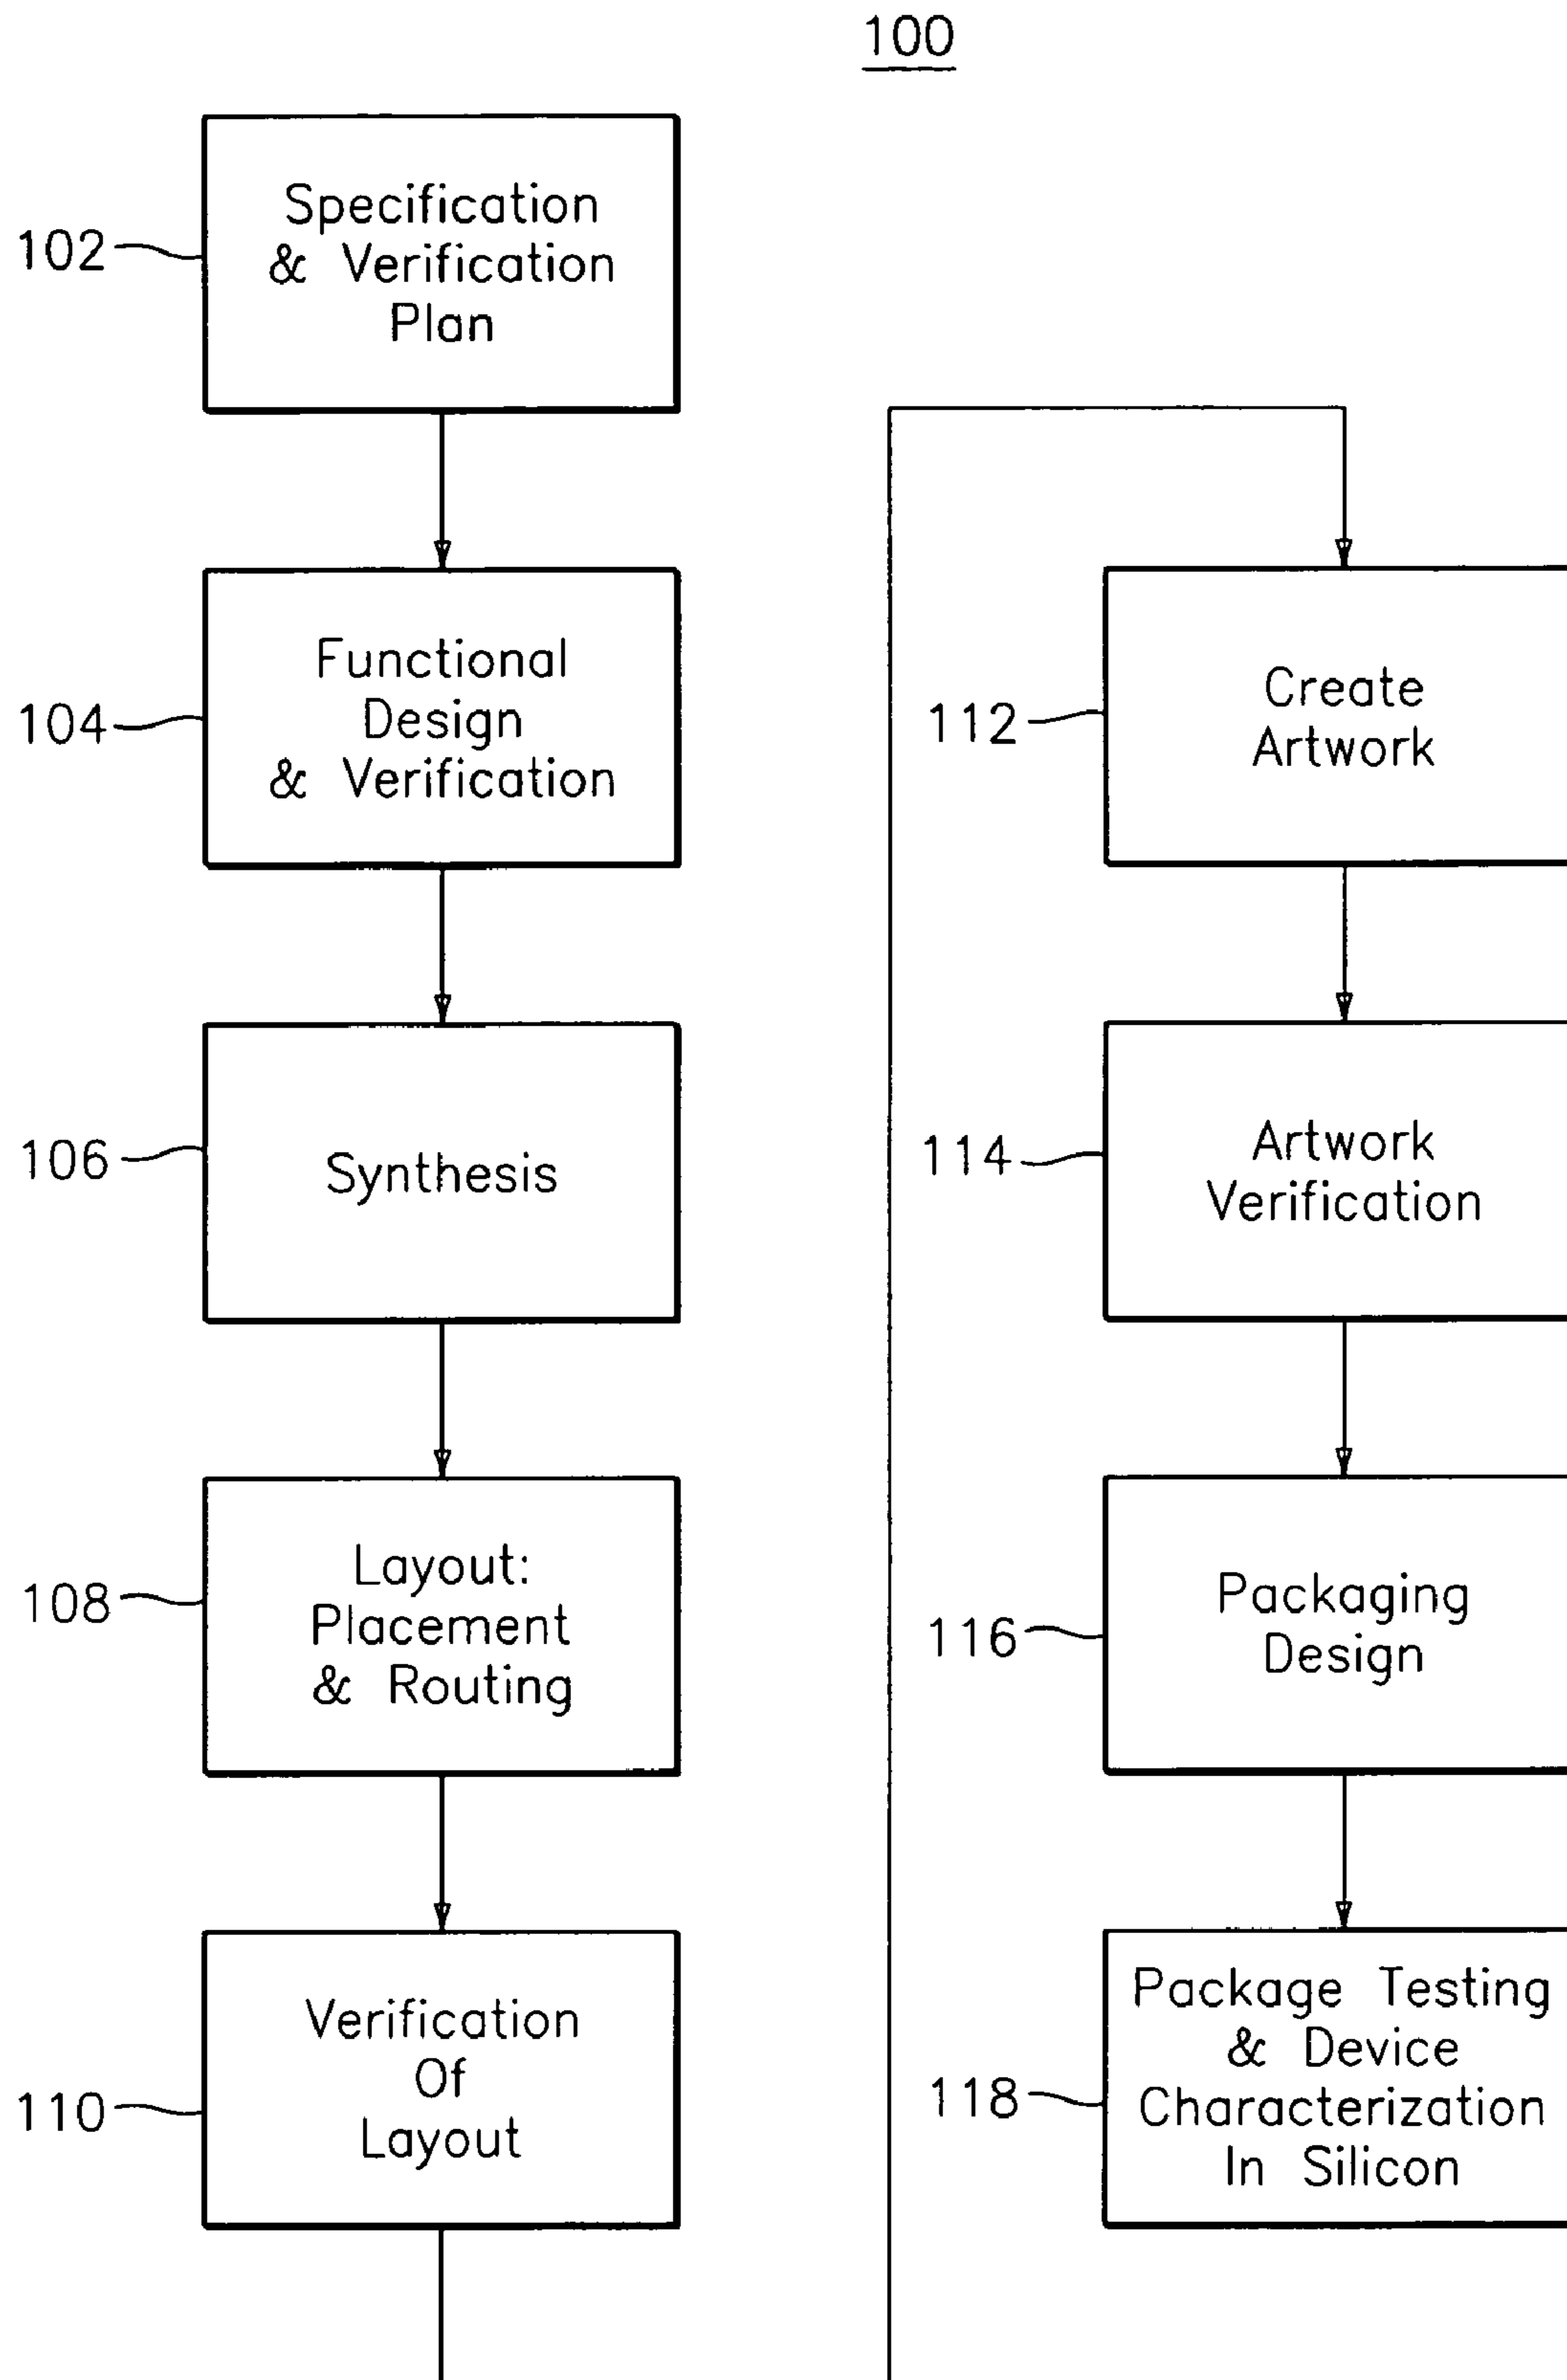 100
102
Specification
& Verification
Plan
104
Functional
Design
& Verification
106
Synthesis
108
Layout:
Placement
& Routing
110
Verification
Of
Layout
112
Create
Artwork
114
Artwork
Verification
116
Packaging
Design
118
Package Testing
& Device
Characterization
In Silicon